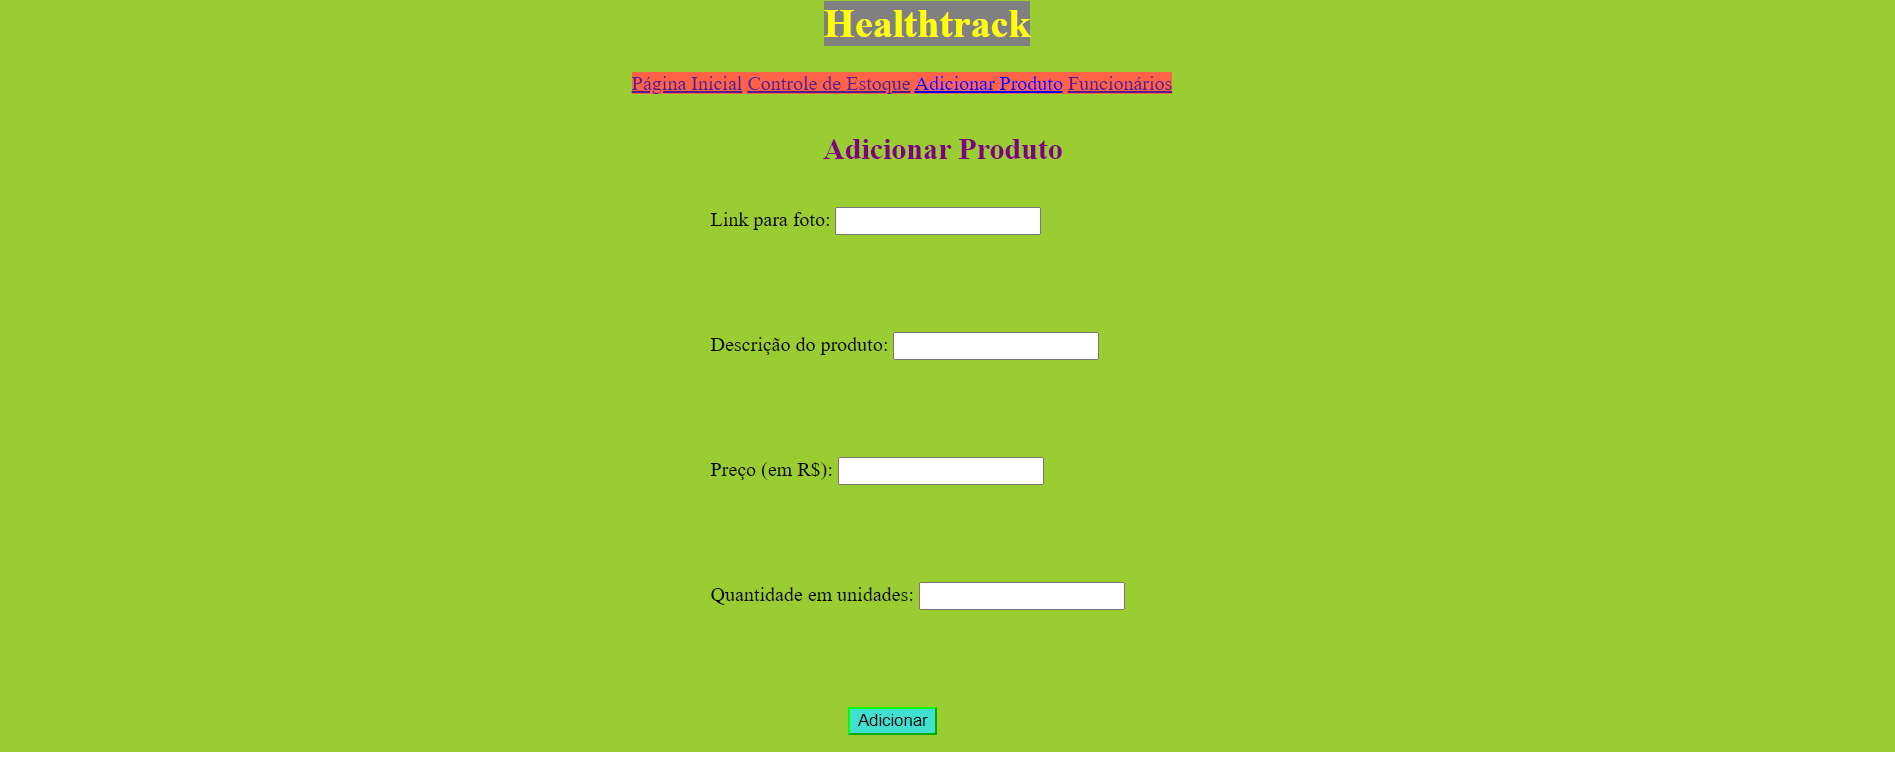 Healthtrack
Página Inicial Controle de Estoque Adicionar Produto Funcionários
Adicionar Produto
Link para foto:
Descrição do produto:
Preço (em R$):
Quantidade em unidades:
Adicionar